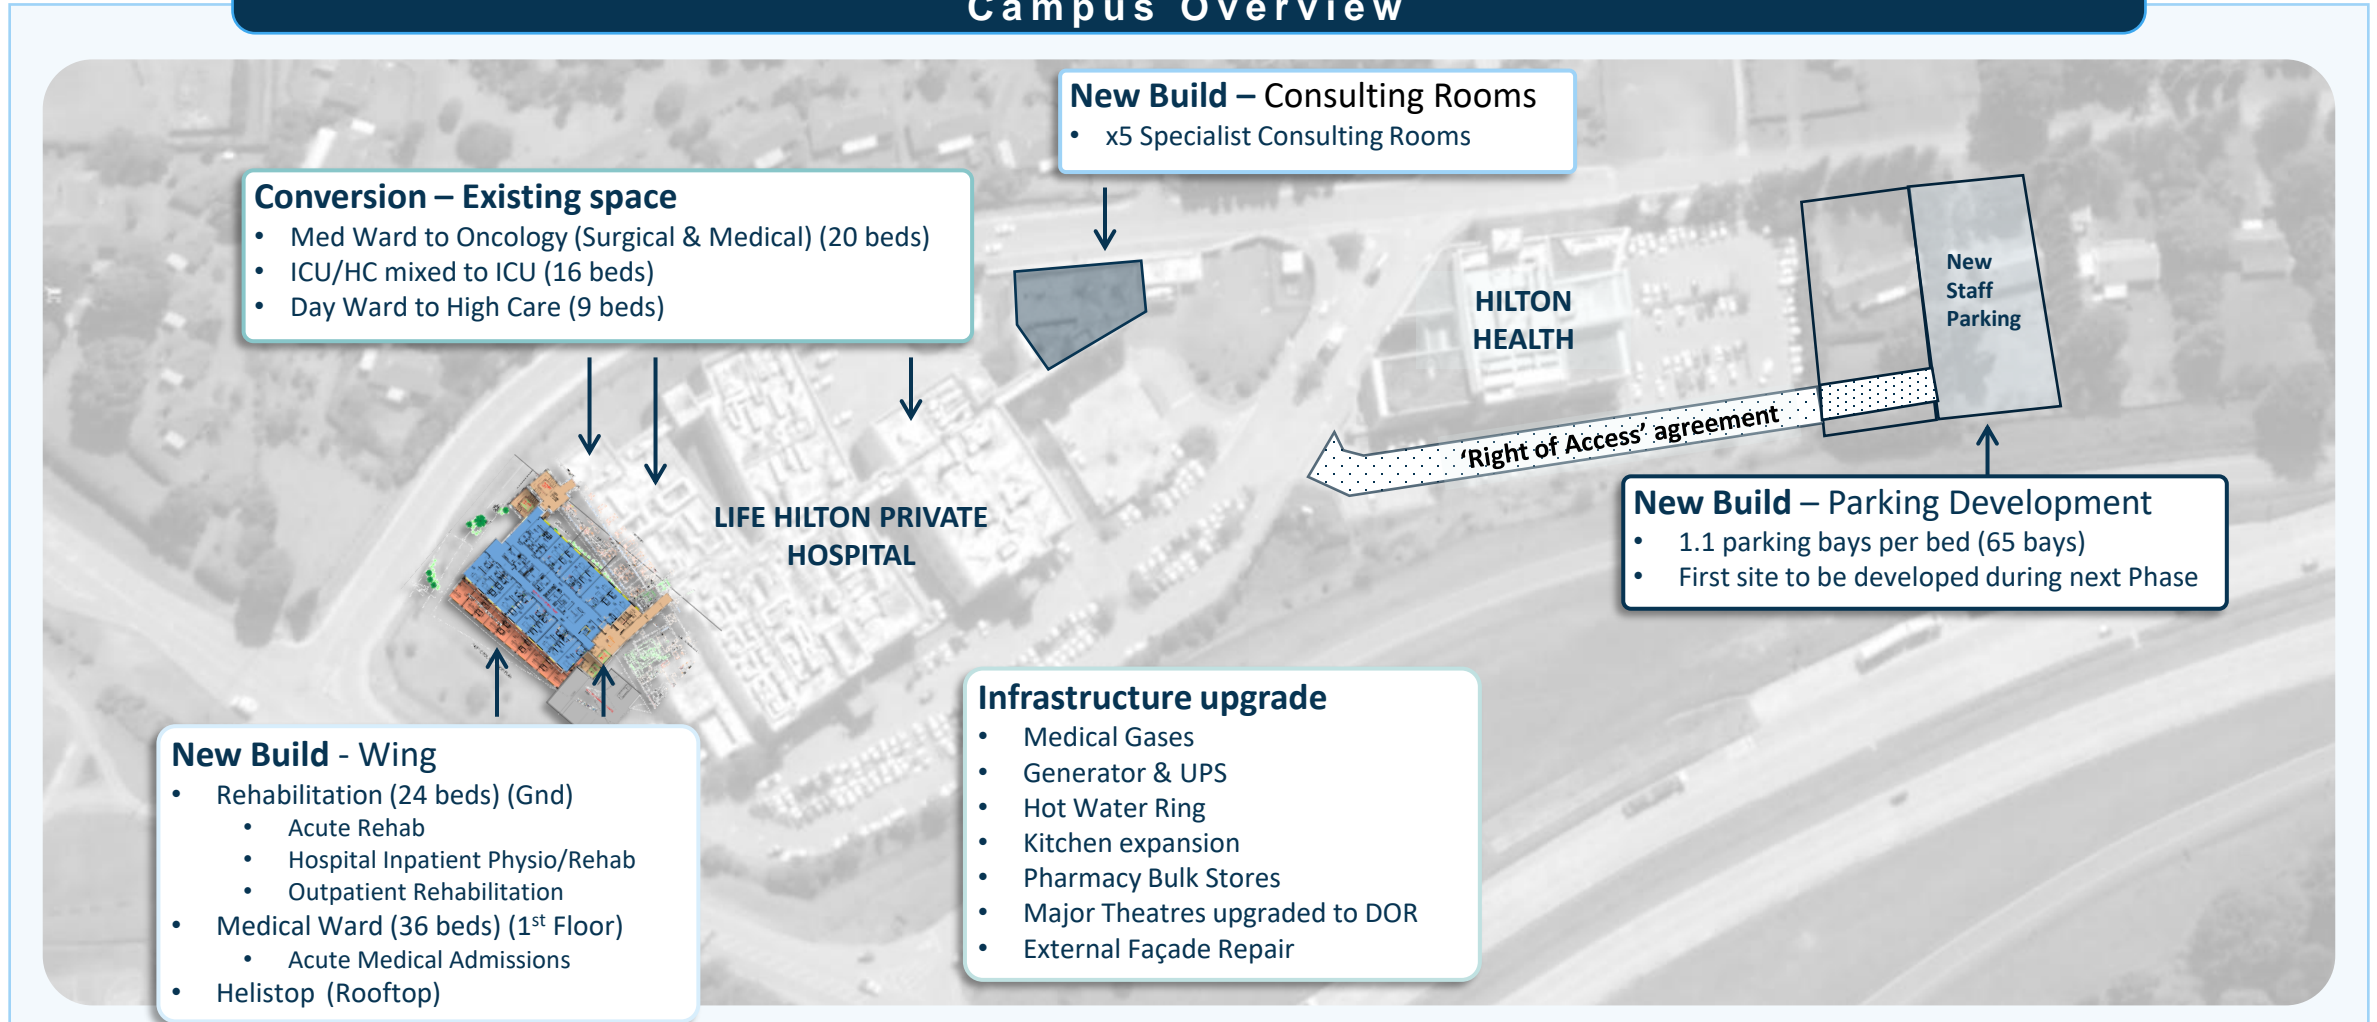 Campus Overview
New Build – Consulting Rooms
• x5 Specialist Consulting Rooms
Conversion – Existing space
• Med Ward to Oncology (Surgical & Medical) (20 beds)
• ICU/HC mixed to ICU (16 beds)
• Day Ward to High Care (9 beds)
New
Staff
Parking
HILTON
HEALTH
‘Right of Access’ agreement
LIFE HILTON PRIVATE
HOSPITAL
New Build – Parking Development
• 1.1 parking bays per bed (65 bays)
• First site to be developed during next Phase
New Build - Wing
• Rehabilitation (24 beds) (Gnd)
• Acute Rehab
• Hospital Inpatient Physio/Rehab
• Outpatient Rehabilitation
• Medical Ward (36 beds) (1st Floor)
• Acute Medical Admissions
• Helistop (Rooftop)
Infrastructure upgrade
• Medical Gases
• Generator & UPS
• Hot Water Ring
• Kitchen expansion
• Pharmacy Bulk Stores
• Major Theatres upgraded to DOR
• External Façade Repair